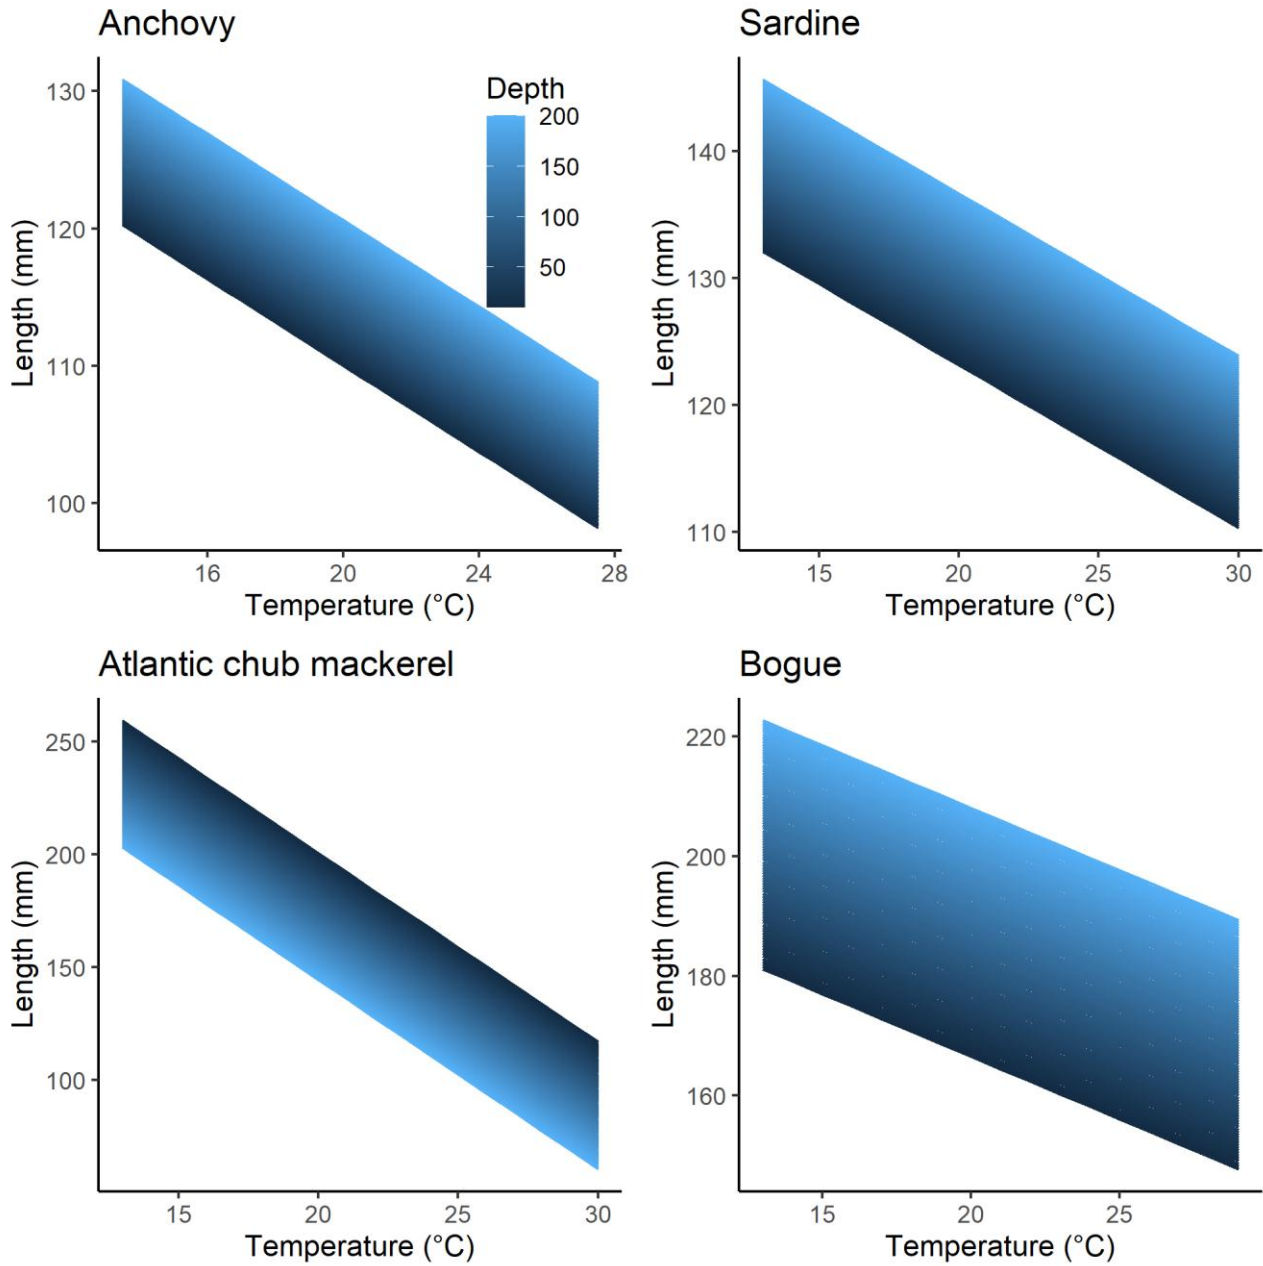 Anchovy
Depth
200
150
100
50
130
120
110
100
Length (mm)
16 20 24 28
Temperature (°C)
Sardine
140
130
120
110
Length (mm)
15 20 25 30
Temperature (°C)
Atlantic chub mackerel
250
200
150
100
Length (mm)
15 20 25 30
Temperature (°C)
Bogue
220
200
180
160
Length (mm)
15 20 25
Temperature (°C)